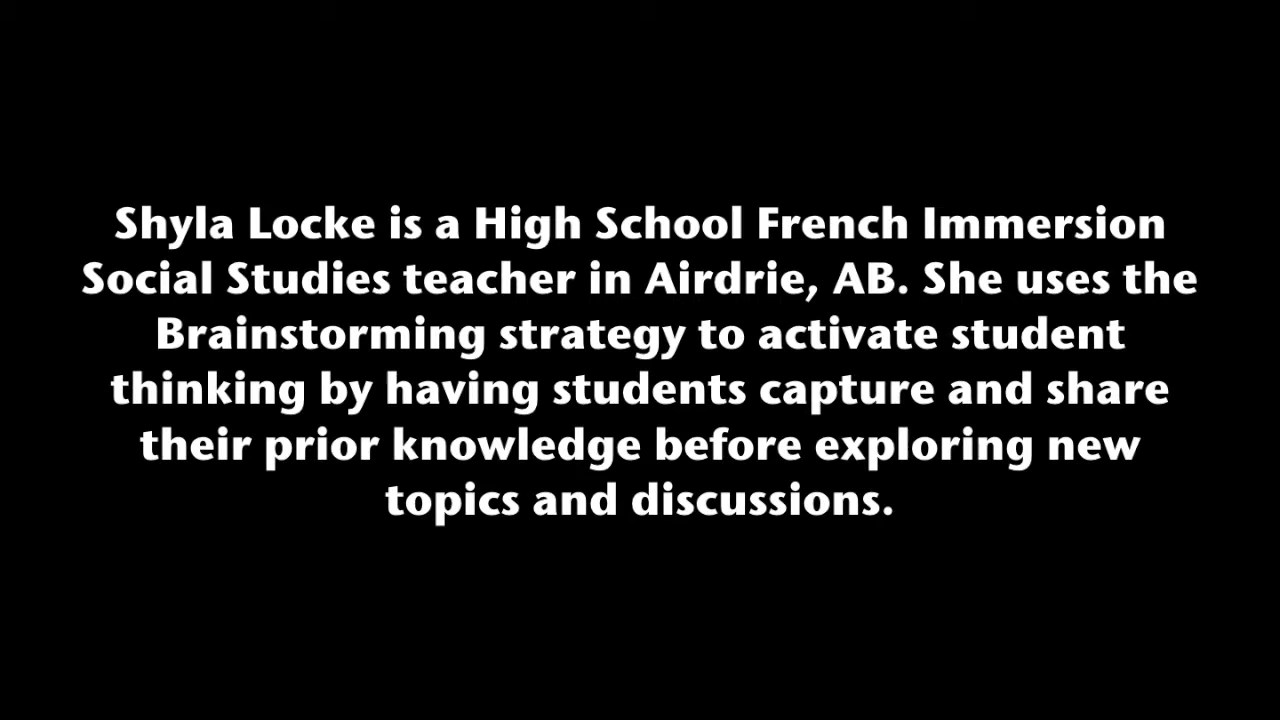 Shyla Locke is a High School French Immersion
Social Studies teacher in Airdrie, AB. She uses the
Brainstorming strategy to activate student
thinking by having students capture and share
their prior knowledge before exploring new
topics and discussions.